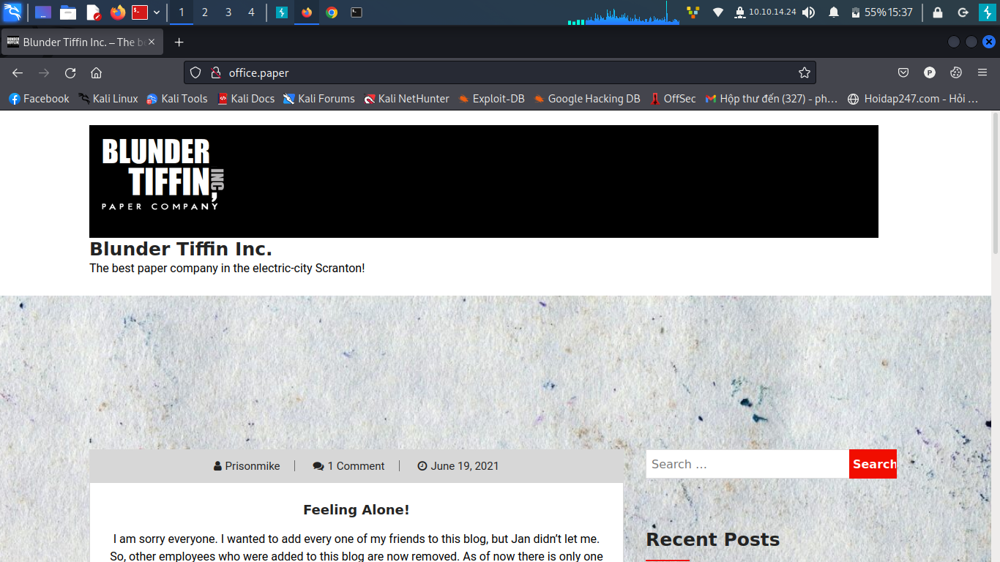 1 2 3 4 10.10.14.24 55% 15:37
Blunder Tiffin Inc. – The be
office.paper
Facebook Kali Linux Kali Tools Kali Docs Kali Forums Kali NetHunter Exploit-DB Google Hacking DB OffSec Hộp thư đến (327) - ph… Hoidap247.com - Hỏi …
BLUNDER
TIFFIN, INC
PAPER COMPANY
Blunder Tiffin Inc.
The best paper company in the electric-city Scranton!
Prisonmike 1 Comment June 19, 2021
Search …
Search
Feeling Alone!
I am sorry everyone. I wanted to add every one of my friends to this blog, but Jan didn’t let me.
So, other employees who were added to this blog are now removed. As of now there is only one
Recent Posts